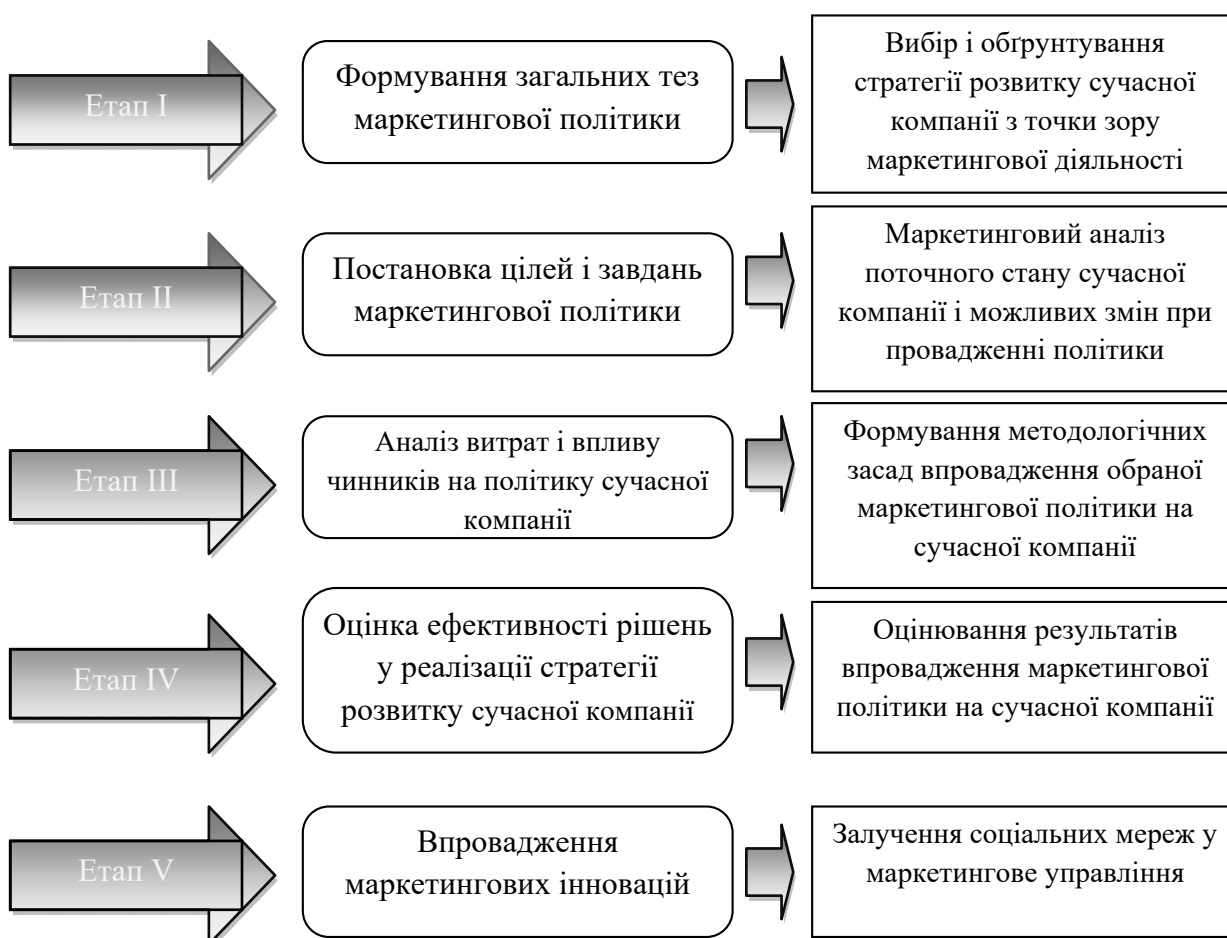 Етап I
Формування загальних тез
маркетингової політики
Вибір і обґрунтування
стратегії розвитку сучасної
компанії з точки зору
маркетингової діяльності
Етап II
Постановка цілей і завдань
маркетингової політики
Маркетинговий аналіз
поточного стану сучасної
компанії і можливих змін при
провадженні політики
Етап III
Аналіз витрат і впливу
чинників на політику сучасної
компанії
Формування методологічних
засад впровадження обраної
маркетингової політики на
сучасної компанії
Етап IV
Оцінка ефективності рішень
у реалізації стратегії
розвитку сучасної компанії
Оцінювання результатів
впровадження маркетингової
політики на сучасної компанії
Етап V
Впровадження
маркетингових інновацій
Залучення соціальних мереж у
маркетингове управління